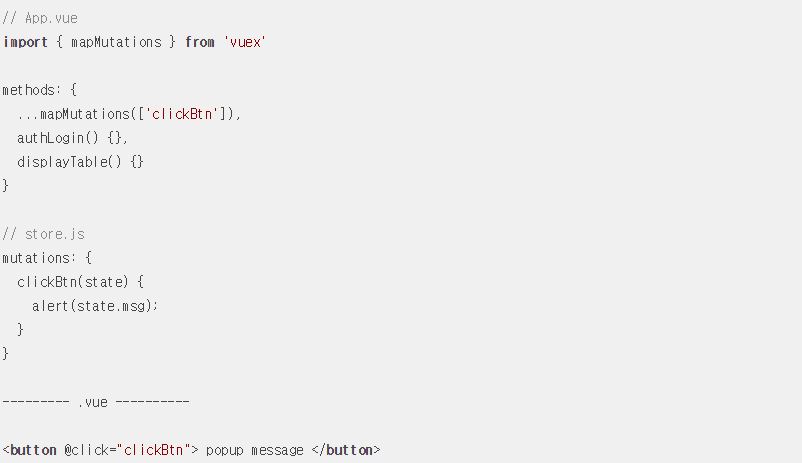 // App.vue
import { mapMutations } from 'vuex'
methods: {
...mapMutations(['clickBtn']),
authLogin() {},
displayTable() {}
}
// store.js
mutations: {
clickBtn(state) {
alert(state.msg);
}
}
--------- .vue ----------
<button @click="clickBtn"> popup message </button>